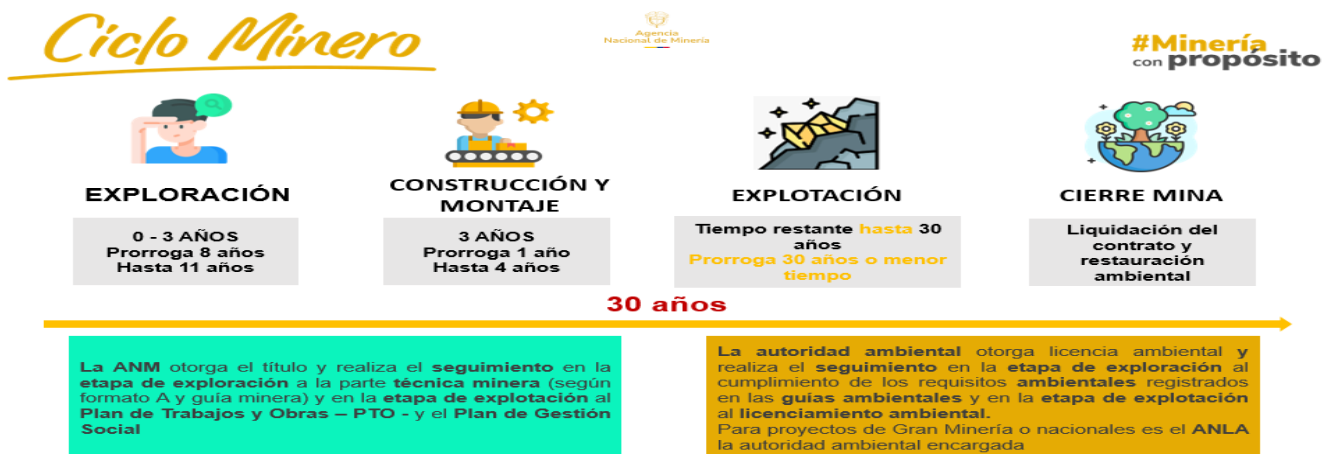 Ciclo Minero
Agencia
Nacional de Minería
#Minería
con propósito
EXPLORACIÓN
0 - 3 AÑOS
Prorroga 8 años
Hasta 11 años
CONSTRUCCIÓN Y
MONTAJE
3 AÑOS
Prorroga 1 año
Hasta 4 años
EXPLOTACIÓN
Tiempo restante hasta 30
años
Prorroga 30 años o menor
tiempo
CIERRE MINA
Liquidación del
contrato y
restauración
ambiental
30 años
La ANM otorga el título y realiza el seguimiento en la
etapa de exploración a la parte técnica minera (según
formato A y guía minera) y en la etapa de explotación al
Plan de Trabajos y Obras – PTO - y el Plan de Gestión
Social
La autoridad ambiental otorga licencia ambiental y
realiza el seguimiento en la etapa de exploración al
cumplimiento de los requisitos ambientales registrados
en las guías ambientales y en la etapa de explotación
al licenciamiento ambiental.
Para proyectos de Gran Minería o nacionales es el ANLA
la autoridad ambiental encargada